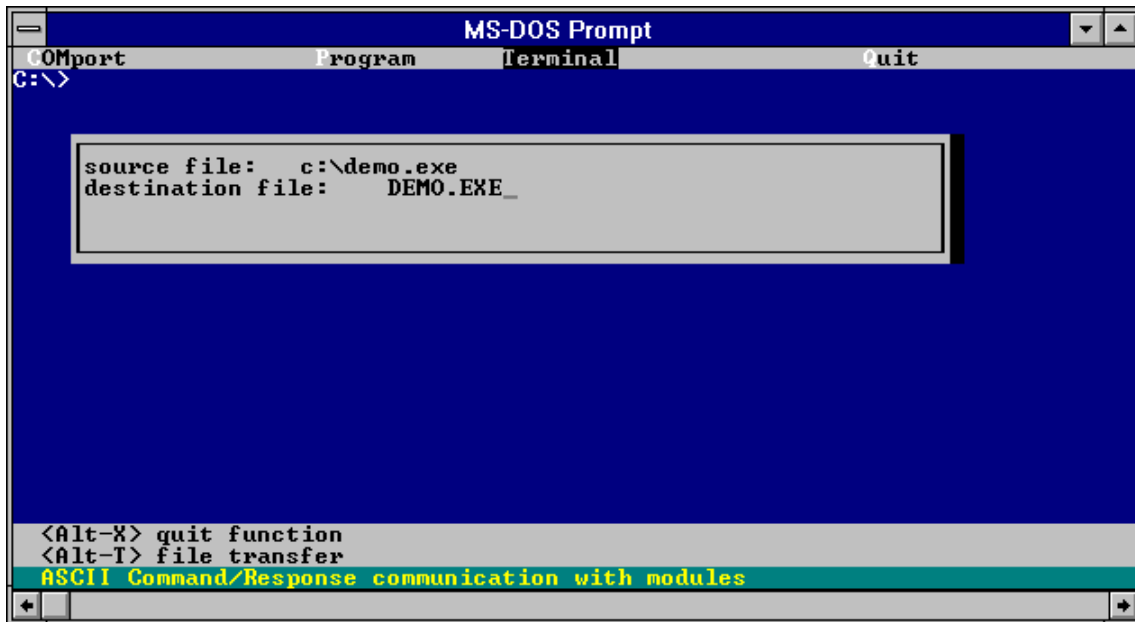 MS-DOS Prompt
COMport Program Terminal Quit
C:\>
source file: c:\demo.exe
destination file: DEMO.EXE_
<Alt-X> quit function
<Alt-T> file transfer
ASCII Command/Response communication with modules